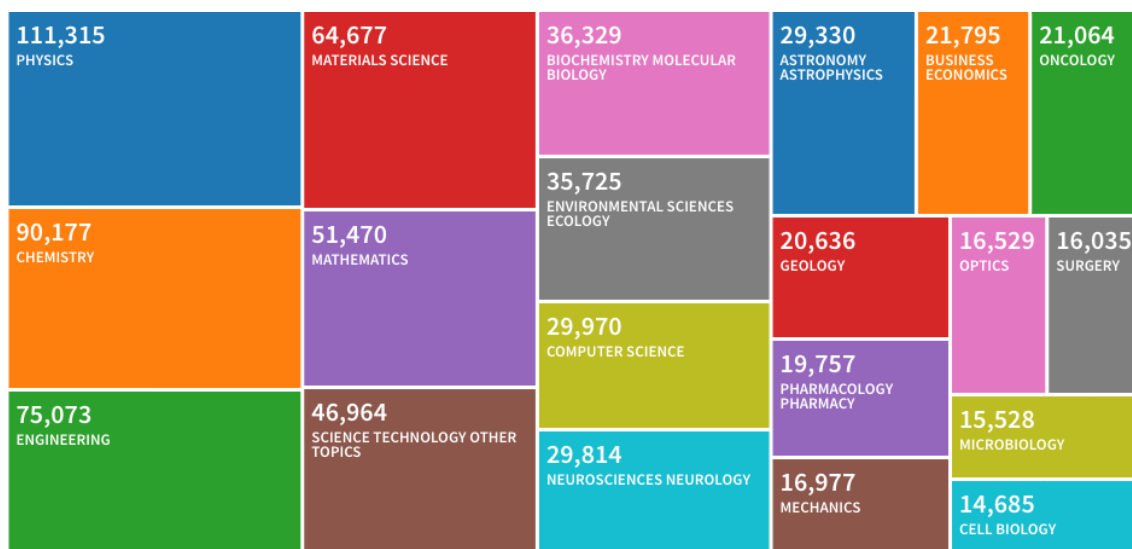 111,315
PHYSICS
90,177
CHEMISTRY
75,073
ENGINEERING
64,677
MATERIALS SCIENCE
51,470
MATHEMATICS
46,964
SCIENCE TECHNOLOGY OTHER
TOPICS
36,329
BIOCHEMISTRY MOLECULAR
BIOLOGY
35,725
ENVIRONMENTAL SCIENCES
ECOLOGY
29,970
COMPUTER SCIENCE
29,814
NEUROSCIENCES NEUROLOGY
29,330
ASTRONOMY
ASTROPHYSICS
21,795
BUSINESS
ECONOMICS
21,064
ONCOLOGY
20,636
GEOLOGY
19,757
PHARMACOLOGY
PHARMACY
16,977
MECHANICS
16,529
OPTICS
16,035
SURGERY
15,528
MICROBIOLOGY
14,685
CELL BIOLOGY